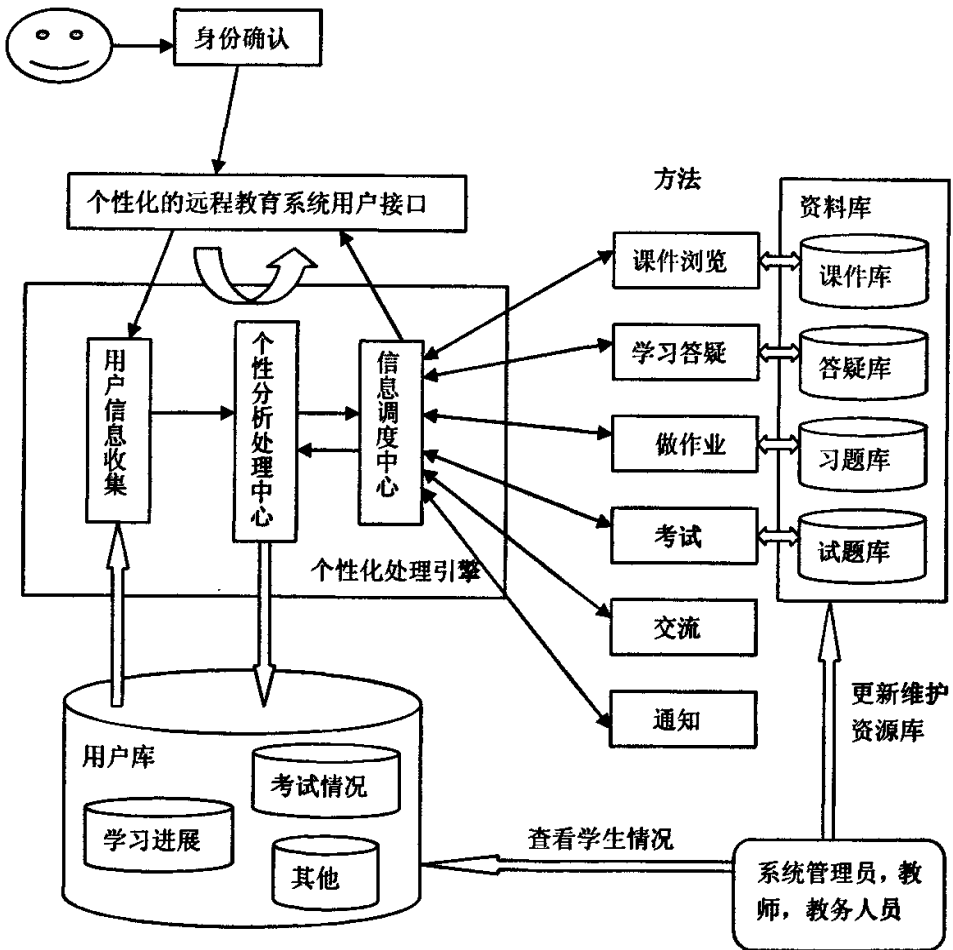 身份确认
个性化的远程教育系统用户接口
方法
资料库
课件浏览
课件库
学习答疑
答疑库
做作业
习题库
考试
试题库
交流
通知
用户信息收集
个性分析处理中心
信息调度中心
个性化处理引擎
用户库
考试情况
学习进展
其他
更新维护
资源库
查看学生情况
系统管理员，教
师，教务人员